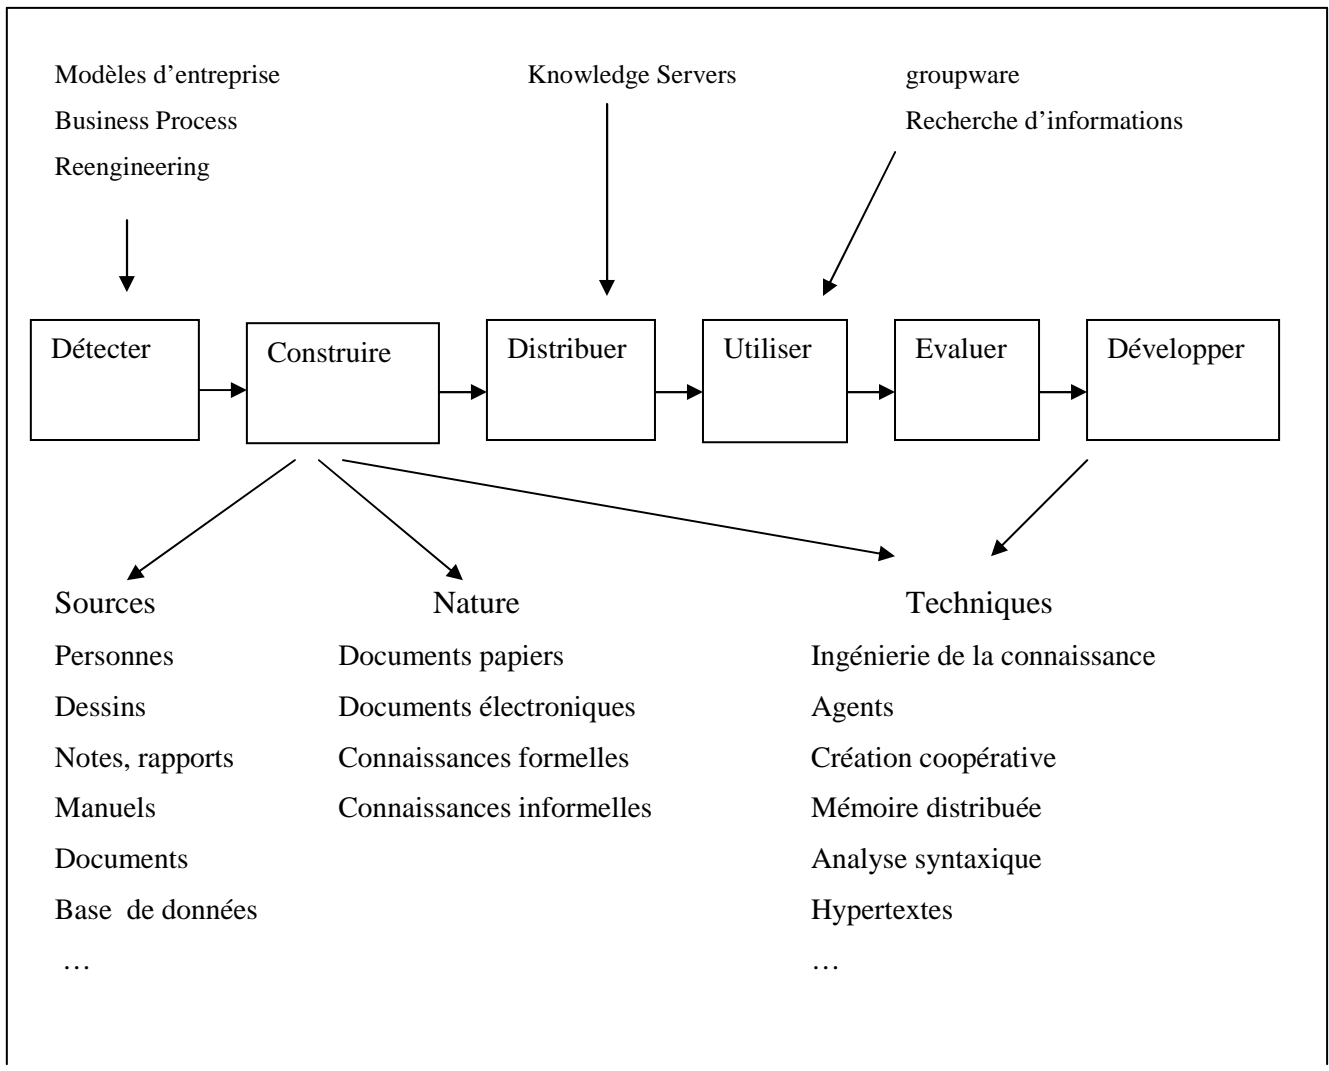 Modèles d’entreprise
Business Process
Reengineering
Knowledge Servers
groupware
Recherche d’informations
Détecter
Construire
Distribuer
Utiliser
Evaluer
Développer
Sources
Personnes
Dessins
Notes, rapports
Manuels
Documents
Base de données
…
Nature
Documents papiers
Documents électroniques
Connaissances formelles
Connaissances informelles
Techniques
Ingénierie de la connaissance
Agents
Création coopérative
Mémoire distribuée
Analyse syntaxique
Hypertextes
…